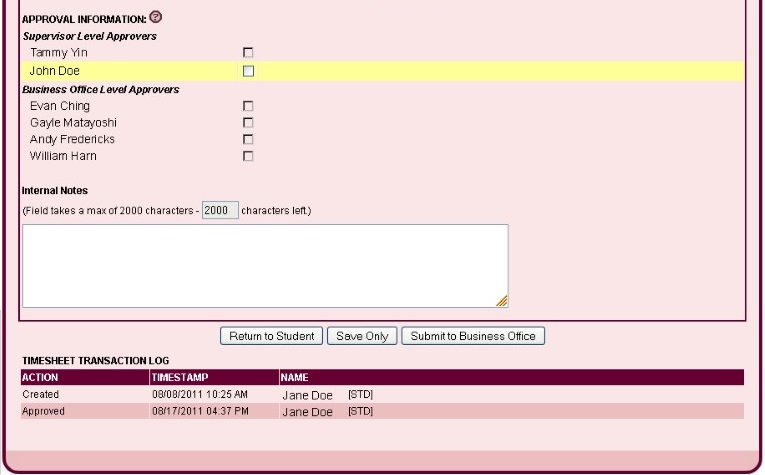 APPROVAL INFORMATION:
Supervisor Level Approvers
Tammy Yin
John Doe
Business Office Level Approvers
Evan Ching
Gayle Matayoshi
Andy Fredericks
William Harn
Internal Notes
(Field takes a max of 2000 characters - 2000 characters left.)
Return to Student Save Only Submit to Business Office
TIMESHEET TRANSACTION LOG
ACTION TIMESTAMP NAME
Created 08/08/2011 10:25 AM Jane Doe [STD]
Approved 08/17/2011 04:37 PM Jane Doe [STD]